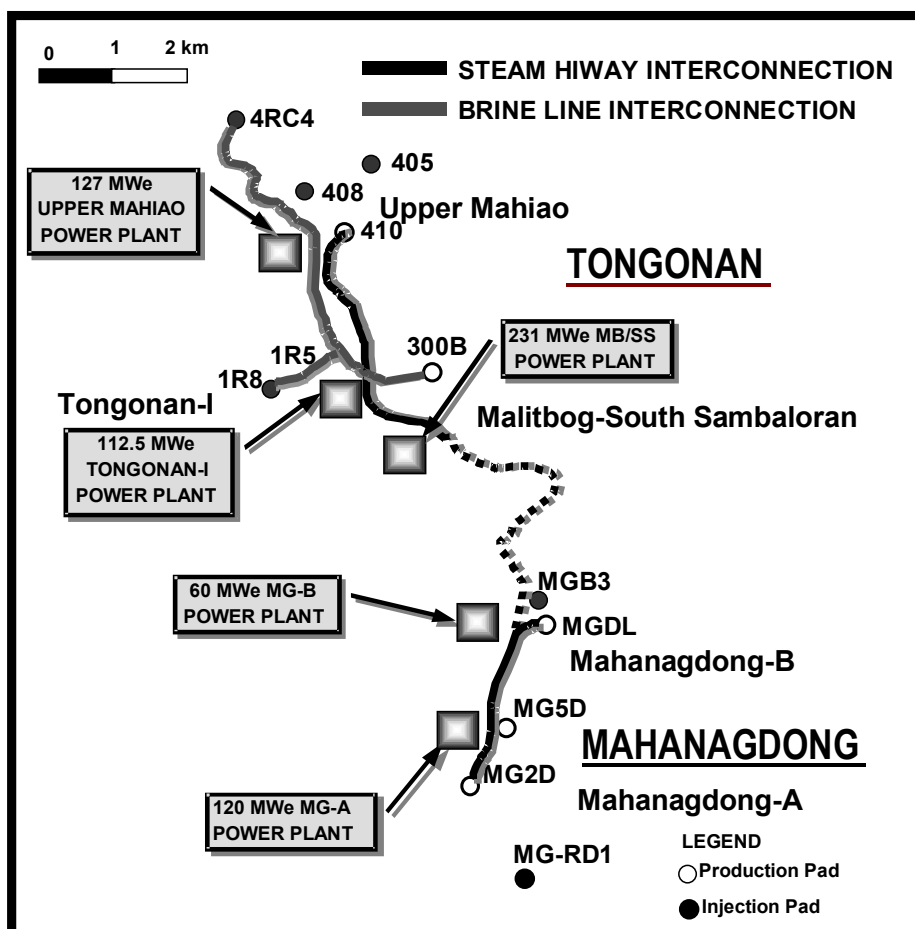 0 1 2 km
STEAM HIWAY INTERCONNECTION
BRINE LINE INTERCONNECTION
4RC4
405
408
127 MWe
UPPER MAHIAO
POWER PLANT
Upper Mahiao
410
TONGONAN
231 MWe MB/SS
POWER PLANT
300B
1R5
1R8
Tongonan-I
Malitbog-South Sambaloran
112.5 MWe
TONGONAN-I
POWER PLANT
60 MWe MG-B
POWER PLANT
MGB3
MGDL
Mahanagdong-B
MG5D
MAHANAGDONG
MG2D
Mahanagdong-A
120 MWe MG-A
POWER PLANT
MG-RD1
LEGEND
Production Pad
Injection Pad